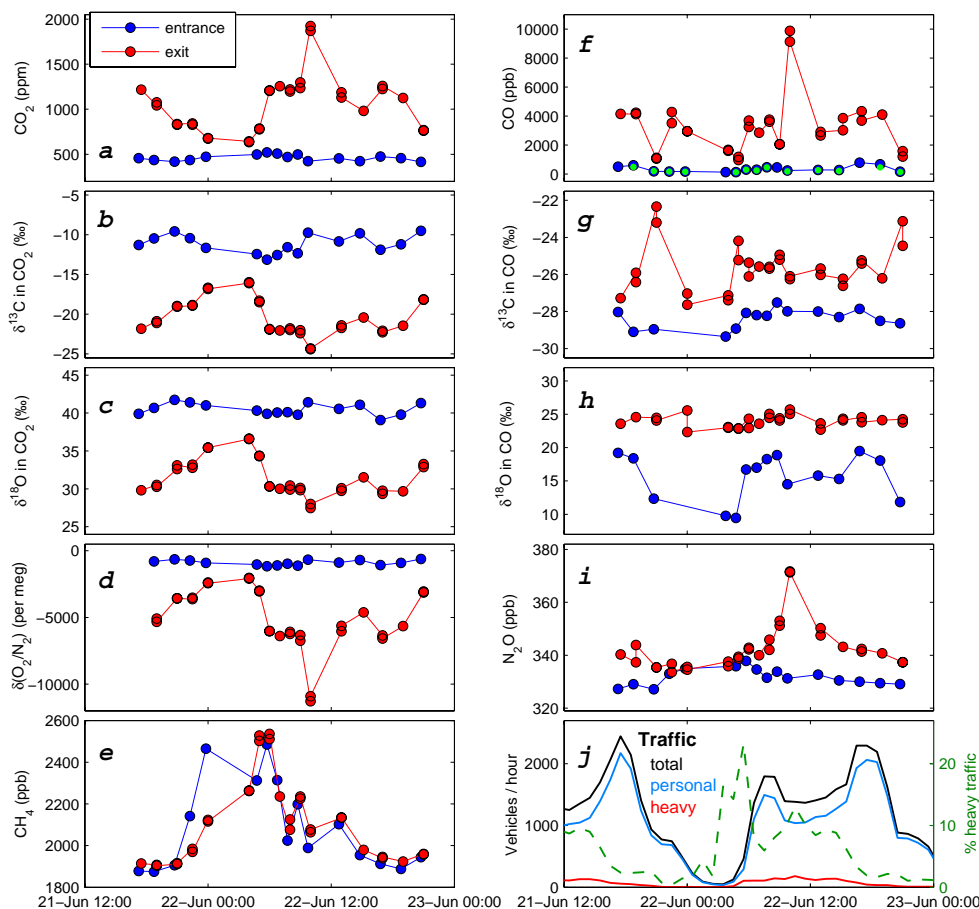 entrance
exit
CO2 (ppm)
2000
1500
1000
500
a
δ13C in CO2 (‰)
−5
−10
−15
−20
−25
b
δ18O in CO2 (‰)
45
40
35
30
25
c
δ(O2/N2) (per meg)
0
−5000
−10000
d
CH4 (ppb)
2600
2400
2200
2000
1800
e
21−Jun 12:00
22−Jun 00:00
22−Jun 12:00
23−Jun 00:00
CO (ppb)
10000
8000
6000
4000
2000
0
f
δ13C in CO (‰)
−22
−24
−26
−28
−30
g
δ18O in CO (‰)
30
25
20
15
10
h
N2O (ppb)
380
360
340
320
i
Vehicles / hour
2000
1000
0
j
Traffic
total
personal
heavy
20
10
0
% heavy traffic
21−Jun 12:00
22−Jun 00:00
22−Jun 12:00
23−Jun 00:00